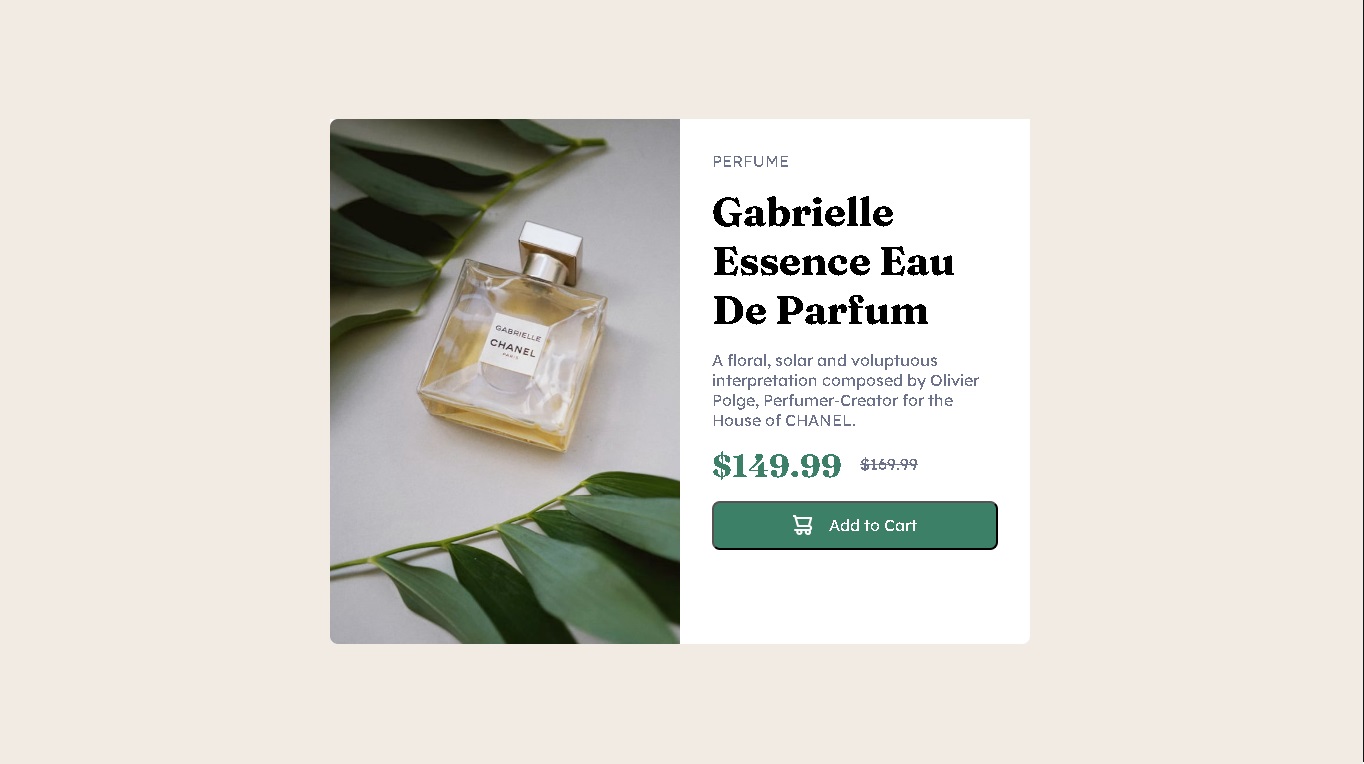 GABRIELLE
CHANEL
PARIS
PERFUME
Gabrielle
Essence Eau
De Parfum
A floral, solar and voluptuous
interpretation composed by Olivier
Polge, Perfumer-Creator for the
House of CHANEL.
$149.99 $169.99
Add to Cart